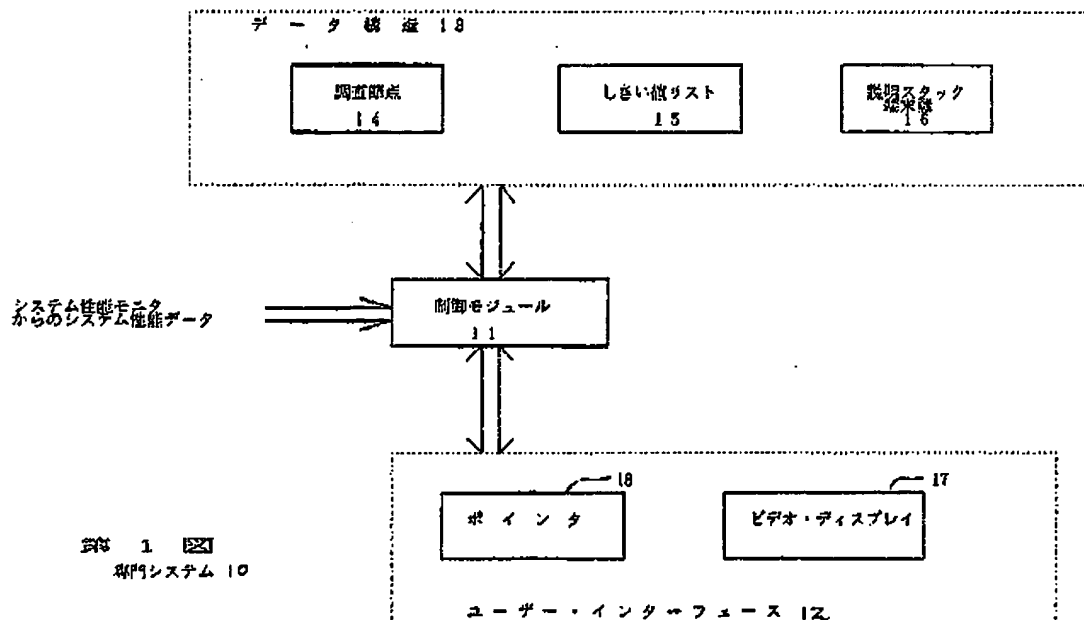 データ構造 13
調査節点
14
しきい値リスト
15
説明スタック
16
システム性能モニタ
からのシステム性能データ
制御モジュール
11
18
ポインタ
17
ビデオ・ディスプレイ
第 1 図
専門システム 10
ユーザー・インターフェース 12